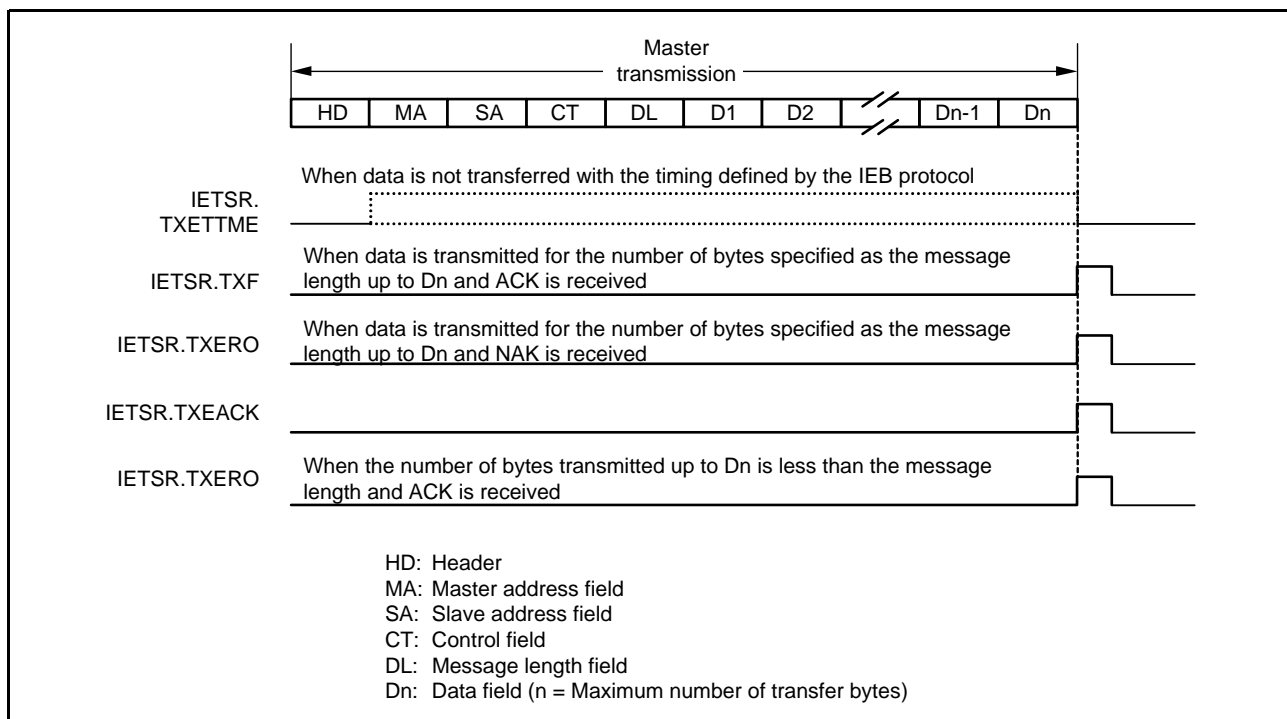 Master
transmission
HD MA SA CT DL D1 D2 Dn-1 Dn
When data is not transferred with the timing defined by the IEB protocol
IETSR.
TXETTME
When data is transmitted for the number of bytes specified as the message
length up to Dn and ACK is received
IETSR.TXF
When data is transmitted for the number of bytes specified as the message
length up to Dn and NAK is received
IETSR.TXERO
IETSR.TXEACK
When the number of bytes transmitted up to Dn is less than the message
length and ACK is received
IETSR.TXERO
HD: Header
MA: Master address field
SA: Slave address field
CT: Control field
DL: Message length field
Dn: Data field (n = Maximum number of transfer bytes)